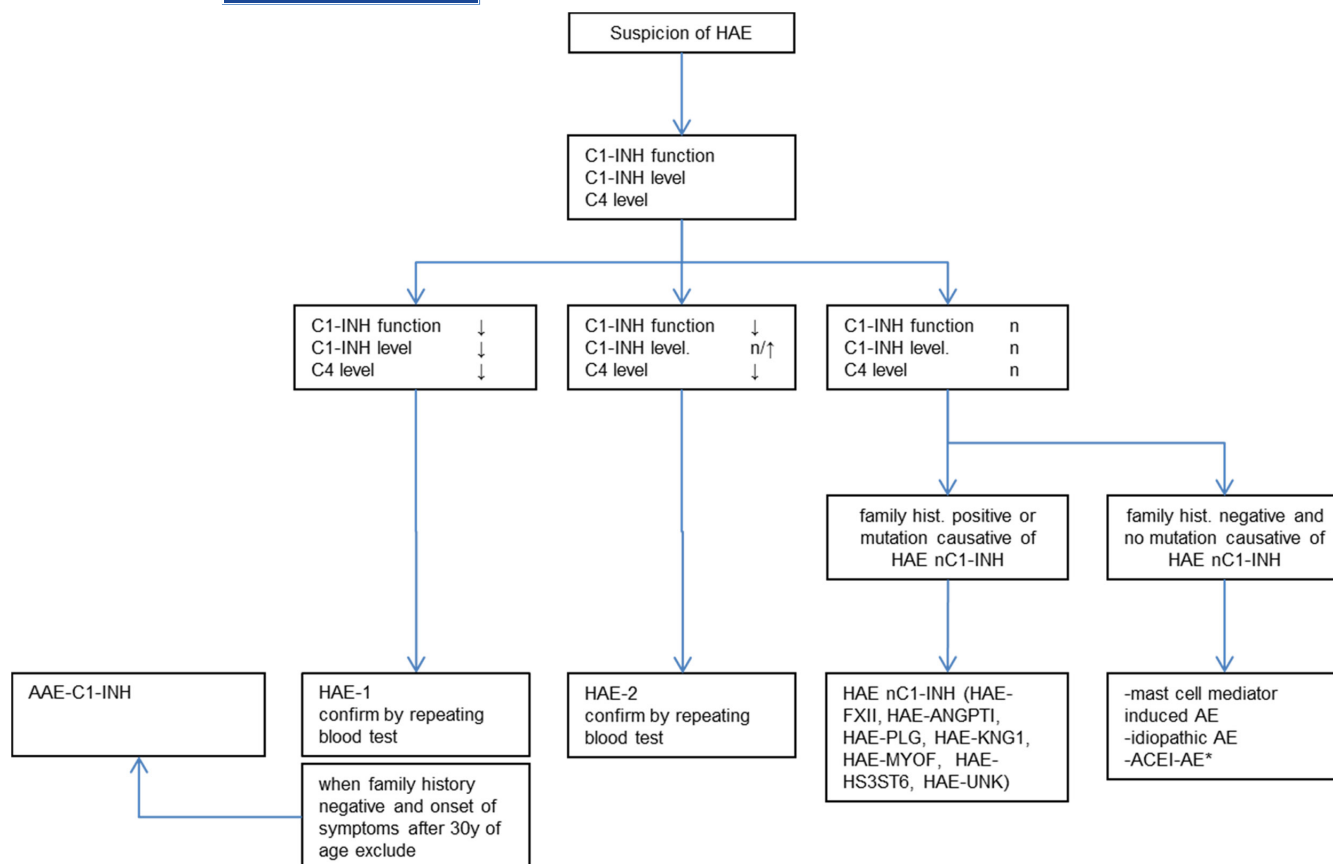 Suspicion of HAE
C1-INH function
C1-INH level
C4 level
C1-INH function ↓
C1-INH level ↓
C4 level ↓
C1-INH function ↓
C1-INH level. n/↑
C4 level ↓
C1-INH function n
C1-INH level. n
C4 level n
family hist. positive or
mutation causative of
HAE nC1-INH
family hist. negative and
no mutation causative of
HAE nC1-INH
AAE-C1-INH
HAE-1
confirm by repeating
blood test
when family history
negative and onset of
symptoms after 30y of
age exclude
HAE-2
confirm by repeating
blood test
HAE nC1-INH (HAE-
FXII, HAE-ANGPTI,
HAE-PLG, HAE-KNG1,
HAE-MYOF, HAE-
HS3ST6, HAE-UNK)
-mast cell mediator
induced AE
-idiopathic AE
-ACEI-AE*